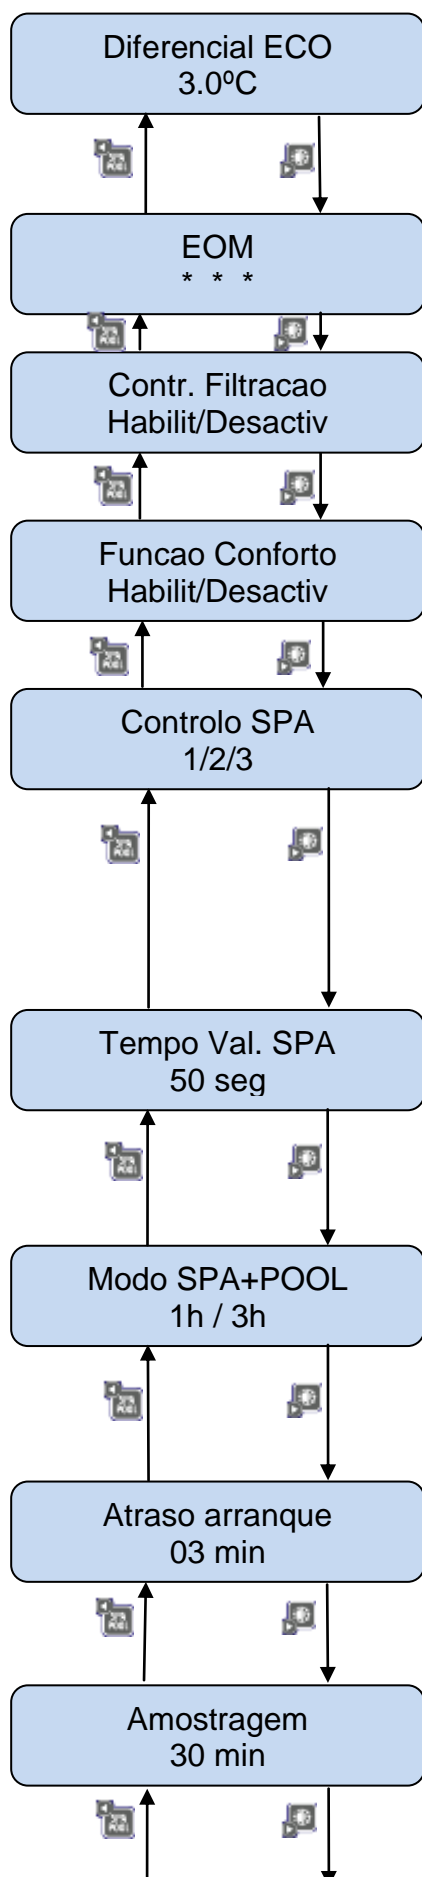 Diferencial ECO
3.0ºC
EOM
* * *
Contr. Filtracao
Habilit/Desactiv
Funcao Conforto
Habilit/Desactiv
Controlo SPA
1/2/3
Tempo Val. SPA
50 seg
Modo SPA+POOL
1h / 3h
Atraso arranque
03 min
Amostragem
30 min